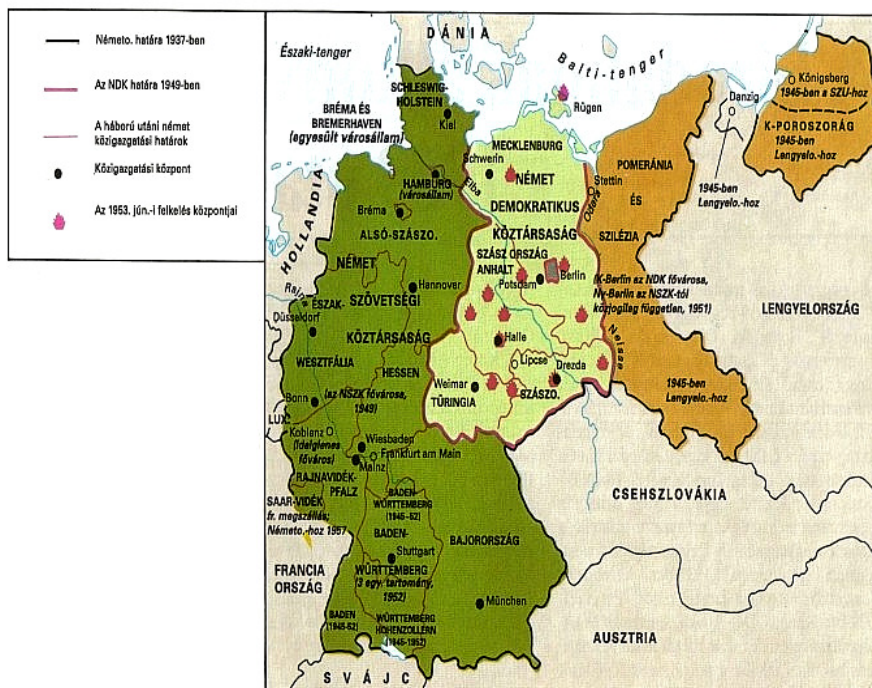 Németo. határa 1937-ben
Az NDK határa 1949-ben
A háború utáni német
közigazgatási határok
Közigazgatási központ
Az 1953. jún.-i felkelés központjai
DÁNIA
Északi-tenger
Balti-tenger
SCHLESWIG-
HOLSTEIN
Kiel
BRÉMA ÉS
BREMERHAVEN
(egyesült városállam)
Rügen
Königsberg
1945-ben a SZU-hoz
Danzig
K-POROSZORÁG
1945-ben
Lengyelo.-hoz
1945-ben
Lengyelo.-hoz
MECKLENBURG
Schwerin
HAMBURG
(városállam)
Elba
NÉMET
DEMOKRATIKUS
KÖZTÁRSASÁG
Stettin
Odera
POMERÁNIA
ÉS
SZILÉZIA
HOLLANDIA
Bréma
ALSÓ-SZÁSZO.
NÉMET
SZÖVETSÉGI
KÖZTÁRSASÁG
Hannover
SZÁSZ ORSZÁG
ANHALT
Potsdam
Berlin
(K-Berlin az NDK fővárosa,
Ny-Berlin az NSZK-tól
közjogilag független, 1951)
LENGYELORSZÁG
Rajna
ÉSZAK-
Düsseldorf
WESZTFÁLIA
HESSEN
Halle
Lipcse
Drezda
Neisse
Weimar
TÜRINGIA
SZÁSZO.
1945-ben
Lengyelo.-hoz
Bonn
(az NSZK fővárosa,
1949)
LUX.
Koblenz
(ideiglenes
főváros)
Wiesbaden
Frankfurt am Main
Mainz
RAJNAVIDÉK-
PFALZ
SAAR-VIDÉK
fr. megszállás;
Németo.-hoz 1957
BADEN-
WÜRTTEMBERG
(1945-52)
BADEN-
Stuttgart
WÜRTTEMBERG
(3 egy. tartomány,
1952)
BAJORORSZÁG
München
CSEHSZLOVÁKIA
FRANCIA
ORSZÁG
BADEN
(1945-52)
WÜRTTEMBERG
HOHENZOLLERN
(1945-1952)
AUSZTRIA
SVÁJC